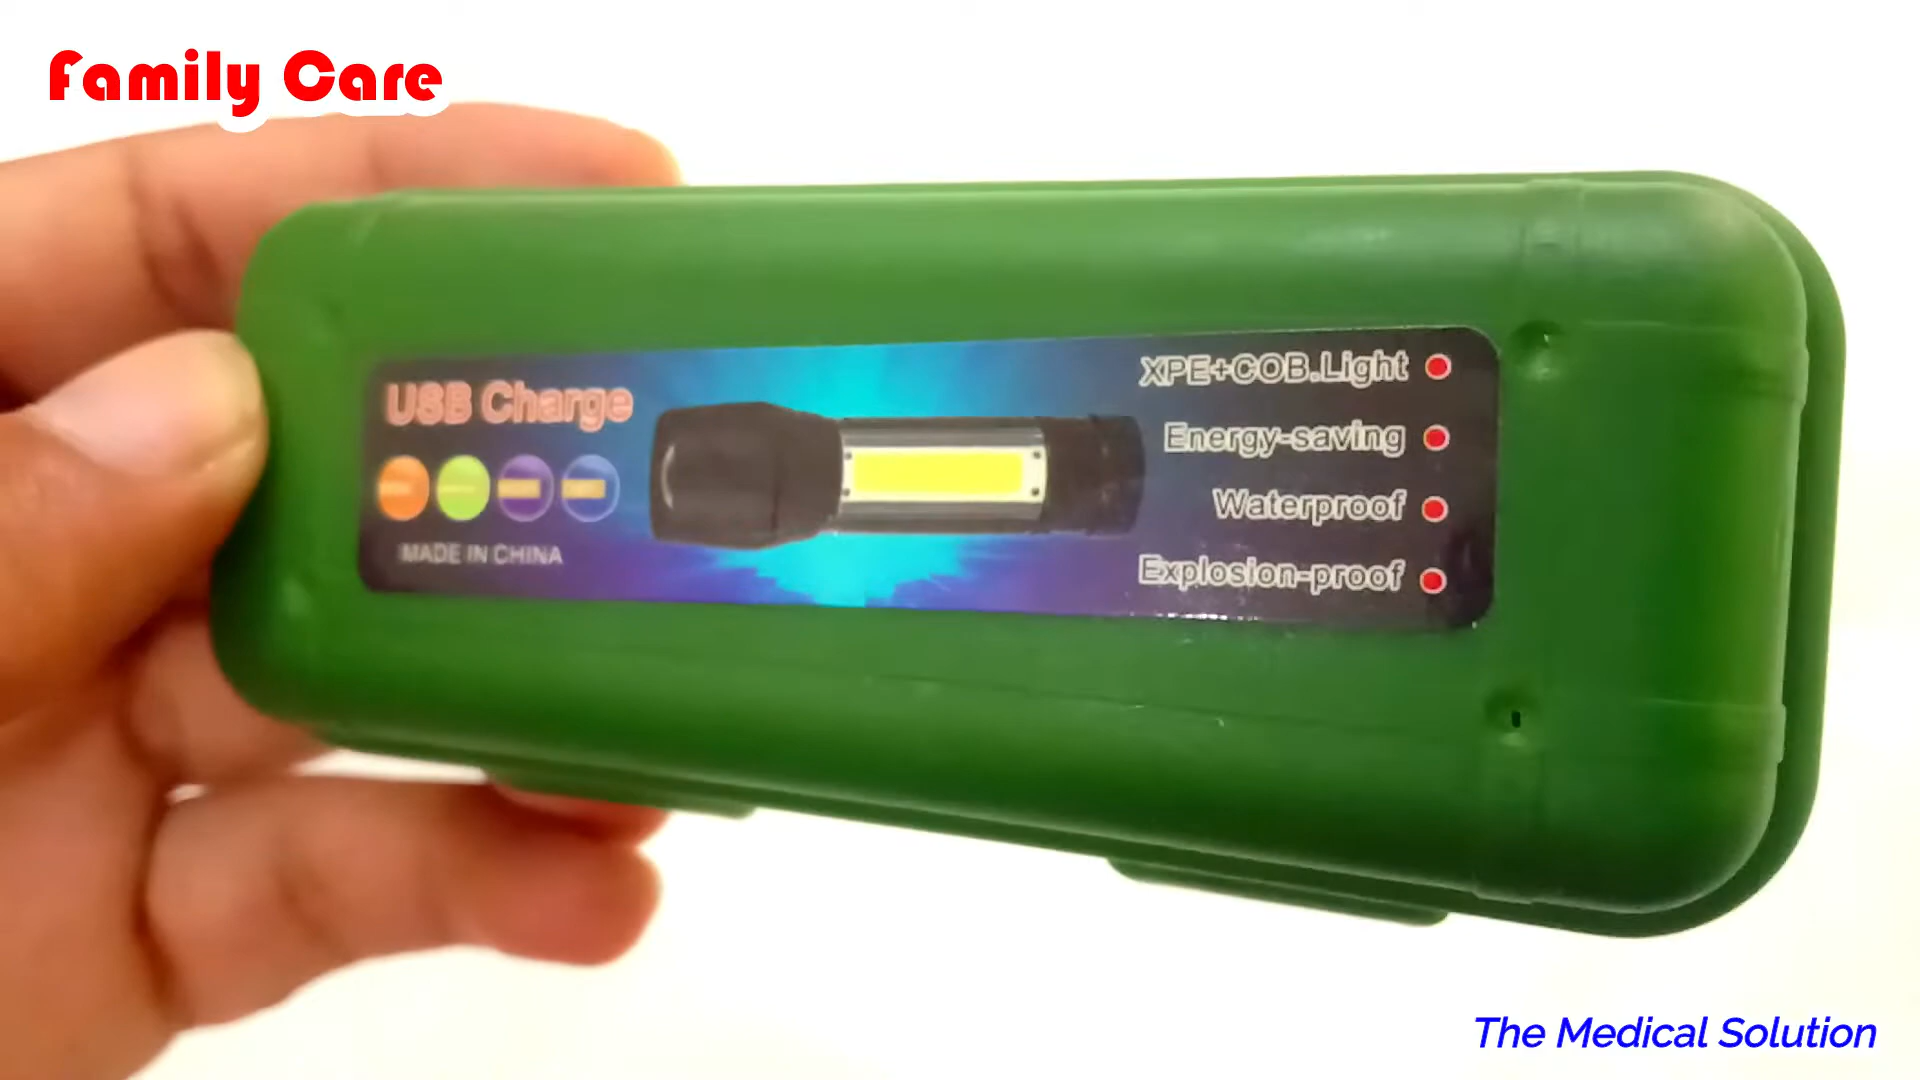 Family Care
USB Charge
MADE IN CHINA
XPE+COB.Light
Energy-saving
Waterproof
Explosion-proof
The Medical Solution